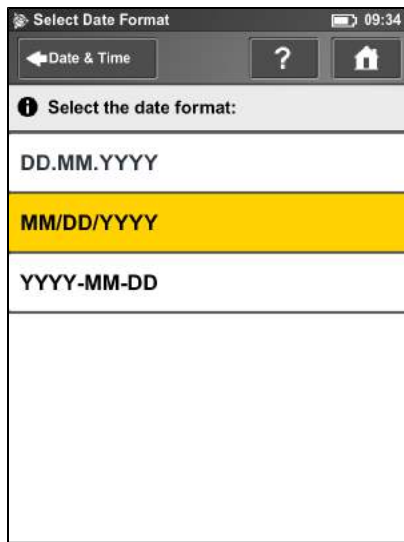 Select Date Format 09:34
Date & Time ?
Select the date format:
DD.MM.YYYY
MM/DD/YYYY
YYYY-MM-DD